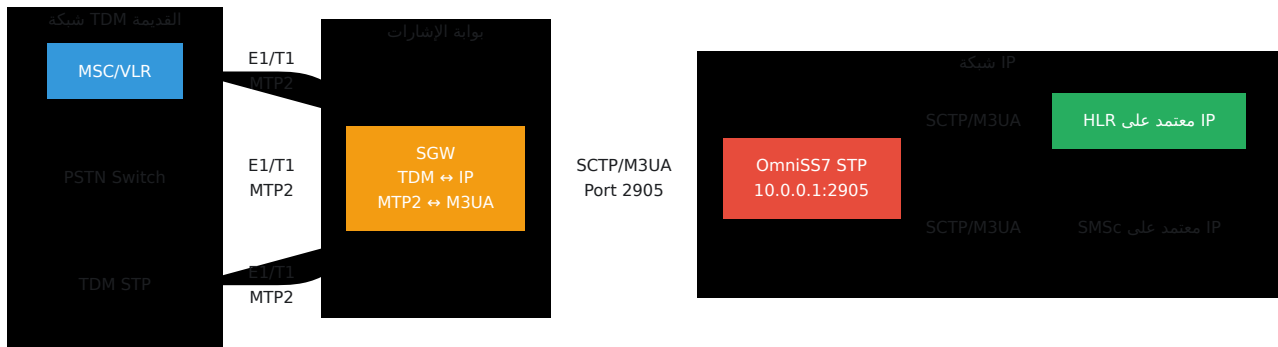 شبكة TDM القديمة
MSC/VLR
PSTN Switch
TDM STP
E1/T1
MTP2
E1/T1
MTP2
E1/T1
MTP2
بوابة الإشارات
SGW
TDM ↔ IP
MTP2 ↔ M3UA
SCTP/M3UA
Port 2905
شبكة IP
OmniSS7 STP
10.0.0.1:2905
SCTP/M3UA
SCTP/M3UA
HLR معتمد على IP
SMSc معتمد على IP